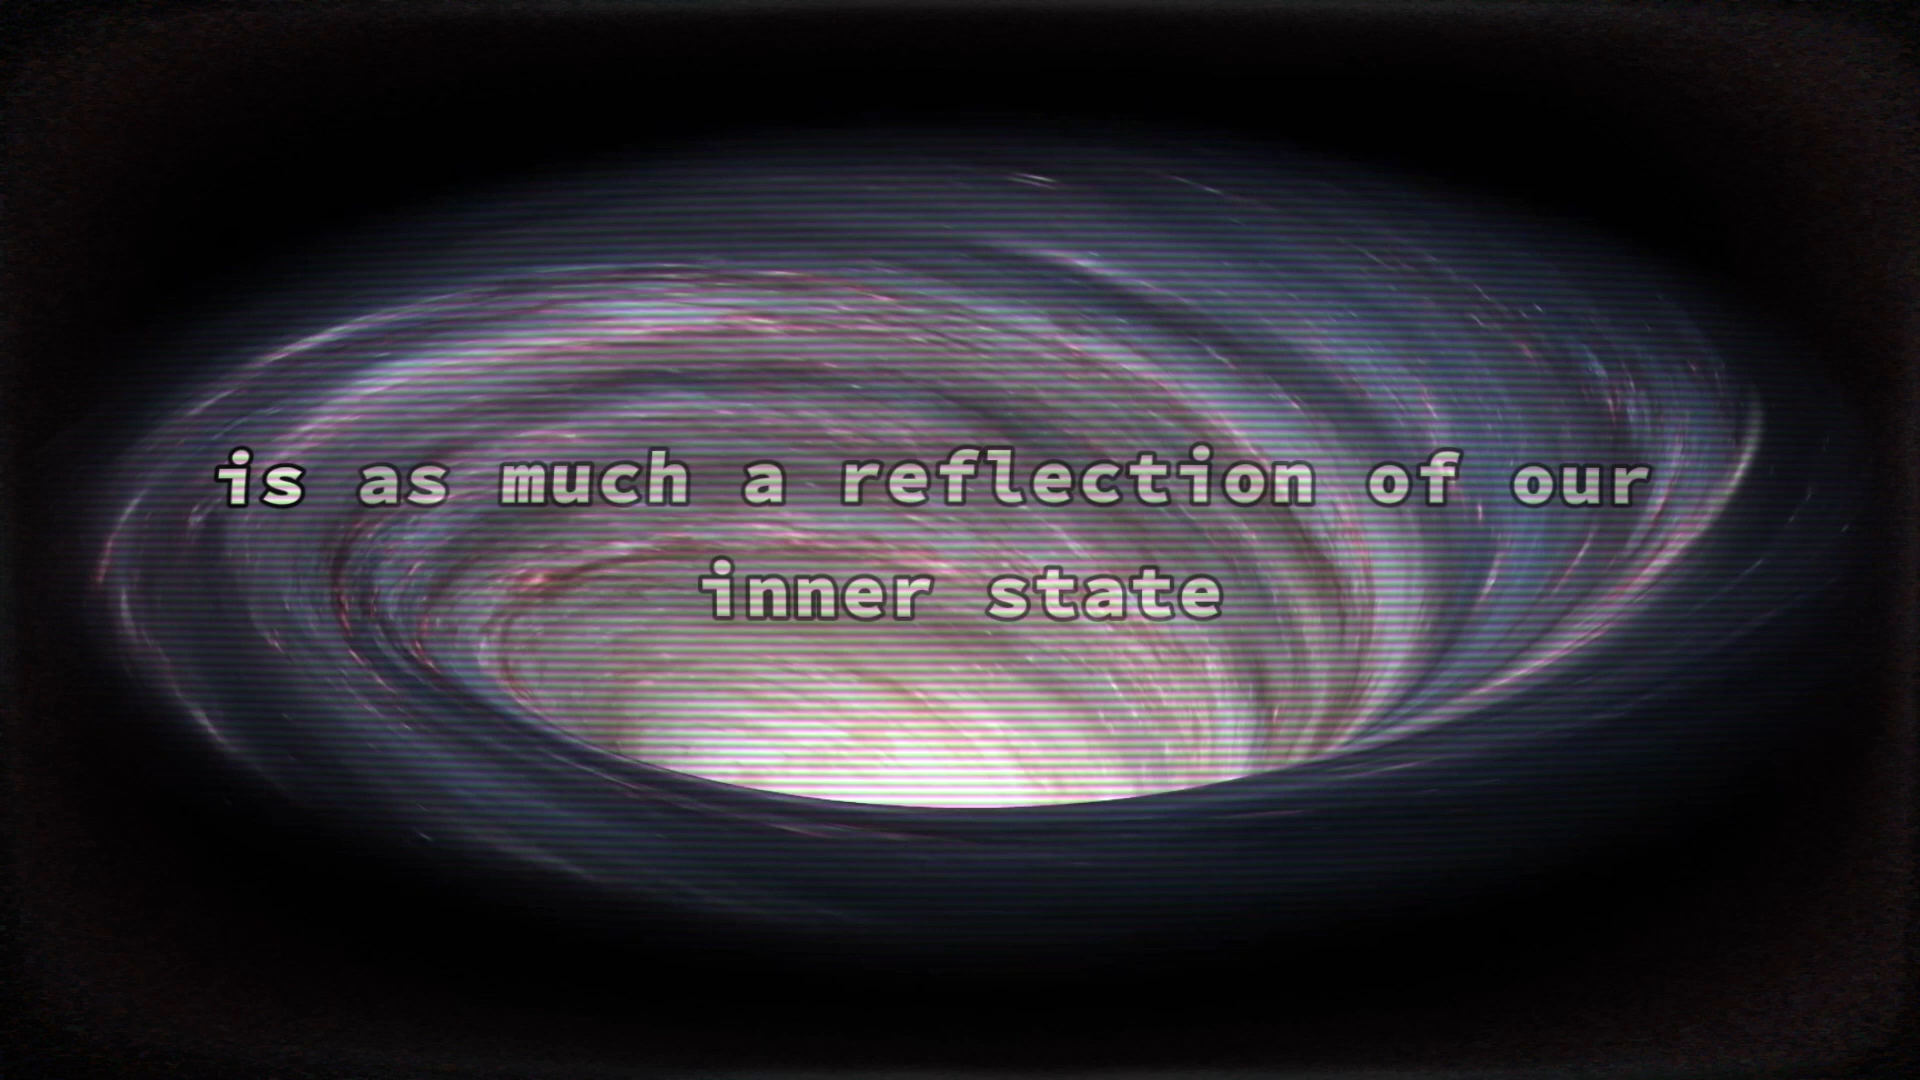 is as much a reflection of our
inner state